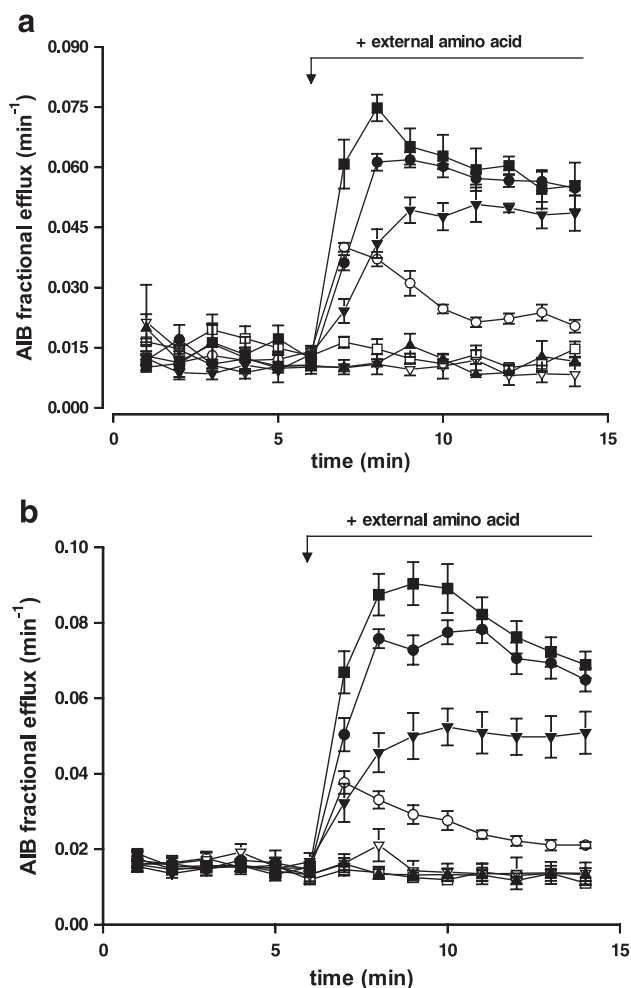 a
+ external amino acid
0.090
0.075
0.060
0.045
0.030
0.015
0.000
AIB fractional efflux (min⁻¹)
0
5
10
15
time (min)
b
+ external amino acid
0.10
0.08
0.06
0.04
0.02
0.00
AIB fractional efflux (min⁻¹)
0
5
10
15
time (min)